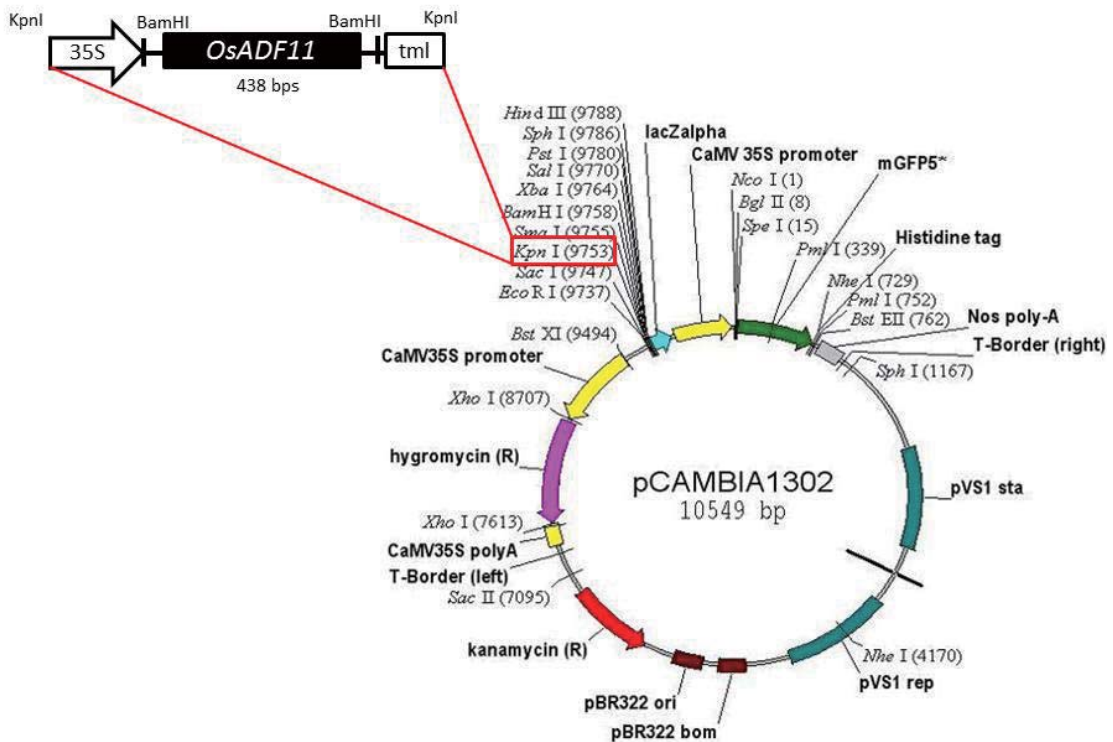 KpnI
BamHI
BamHI
KpnI
35S
OsADF11
tml
438 bps
Hind III (9788)
Sph I (9786)
Pst I (9780)
Sal I (9770)
Xba I (9764)
BamH I (9758)
Sma I (9755)
Kpn I (9753)
Sac I (9747)
Eco R I (9737)
Bst XI (9494)
CaMV35S promoter
Xho I (8707)
hygromycin (R)
Xho I (7613)
CaMV35S polyA
T-Border (left)
Sac II (7095)
kanamycin (R)
pBR322 ori
pBR322 bom
lacZalpha
CaMV 35S promoter
Nco I (1)
Bgl II (8)
Spe I (15)
mGFP5*
Pml I (339)
Histidine tag
Nhe I (729)
Pml I (752)
Bst EII (762)
Nos poly-A
T-Border (right)
Sph I (1167)
pVS1 sta
Nhe I (4170)
pVS1 rep
pCAMBIA1302
10549 bp